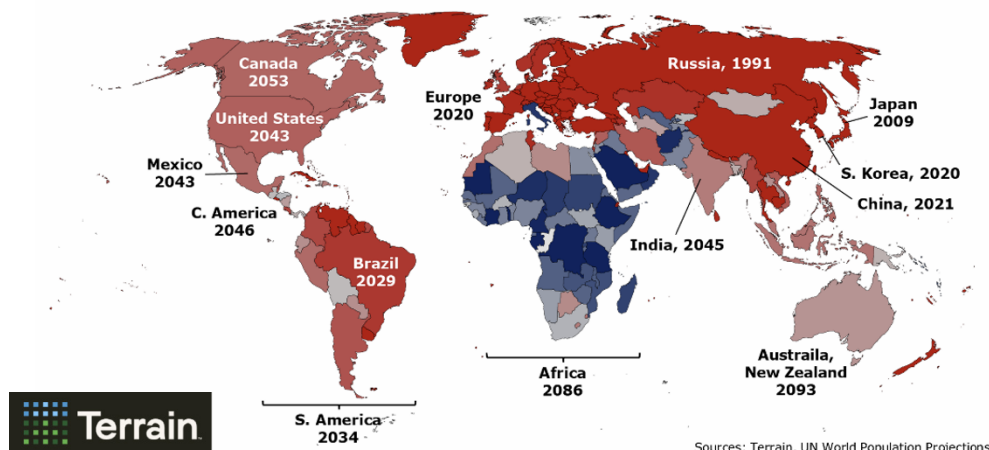 Canada
2053
Russia, 1991
Europe
2020
Japan
2009
United States
2043
Mexico
2043
S. Korea, 2020
C. America
2046
China, 2021
India, 2045
Brazil
2029
Austraila,
New Zealand
2093
Africa
2086
Terrain™
S. America
2034
Sources: Terrain, UN World Population Projections